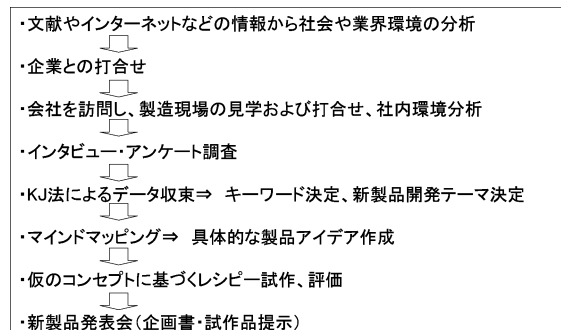 ・文献やインターネットなどの情報から社会や業界環境の分析
・企業との打合せ
・会社を訪問し、製造現場の見学および打合せ、社内環境分析
・インタビュー・アンケート調査
・KJ法によるデータ収束⇒ キーワード決定、新製品開発テーマ決定
・マインドマッピング⇒ 具体的な製品アイデア作成
・仮のコンセプトに基づくレシピー試作、評価
・新製品発表会(企画書・試作品提示)